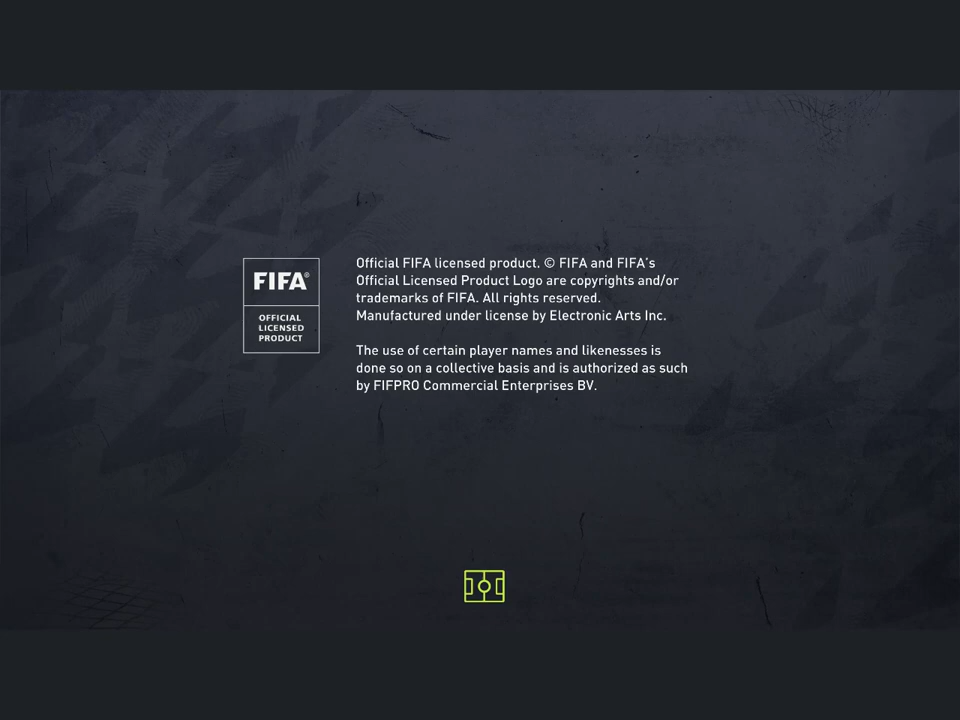 FIFA®
OFFICIAL
LICENSED
PRODUCT
Official FIFA licensed product. © FIFA and FIFA's
Official Licensed Product Logo are copyrights and/or
trademarks of FIFA. All rights reserved.
Manufactured under license by Electronic Arts Inc.
The use of certain player names and likenesses is
done so on a collective basis and is authorized as such
by FIFPRO Commercial Enterprises BV.